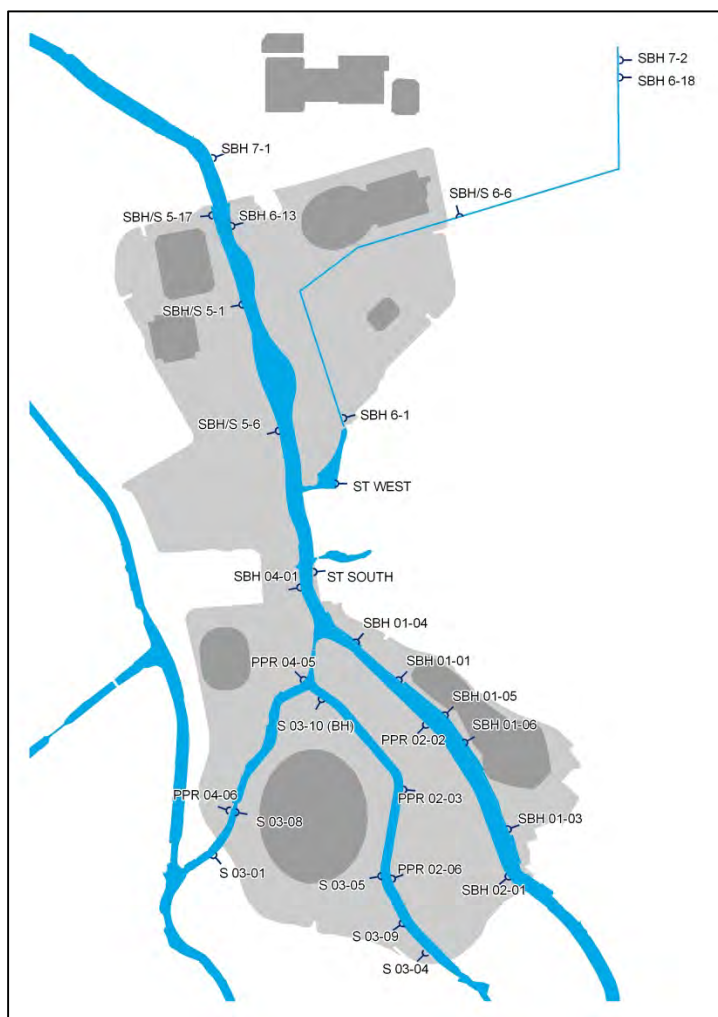 SBH 7-2
SBH 6-18
SBH 7-1
SBH/S 6-6
SBH/S 5-17
SBH 6-13
SBH/S 5-1
SBH 6-1
SBH/S 5-6
ST WEST
SBH 04-01
ST SOUTH
SBH 01-04
PPR 04-05
SBH 01-01
SBH 01-05
S 03-10 (BH)
PPR 02-02
SBH 01-06
PPR 02-03
PPR 04-06
S 03-08
SBH 01-03
S 03-01
PPR 02-06
S 03-05
SBH 02-01
S 03-09
S 03-04